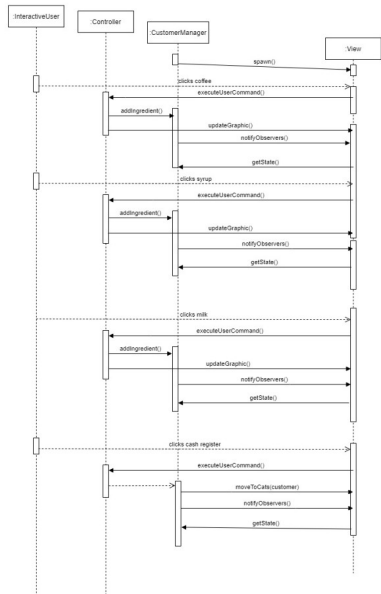 :InteractiveUser
:Controller
:CustomerManager
:View
spawn()
clicks coffee
executeUserCommand()
addIngredient()
updateGraphic()
notifyObservers()
getState()
clicks syrup
executeUserCommand()
addIngredient()
updateGraphic()
notifyObservers()
getState()
clicks milk
executeUserCommand()
addIngredient()
updateGraphic()
notifyObservers()
getState()
clicks cash register
executeUserCommand()
moveToCats(customer)
notifyObservers()
getState()